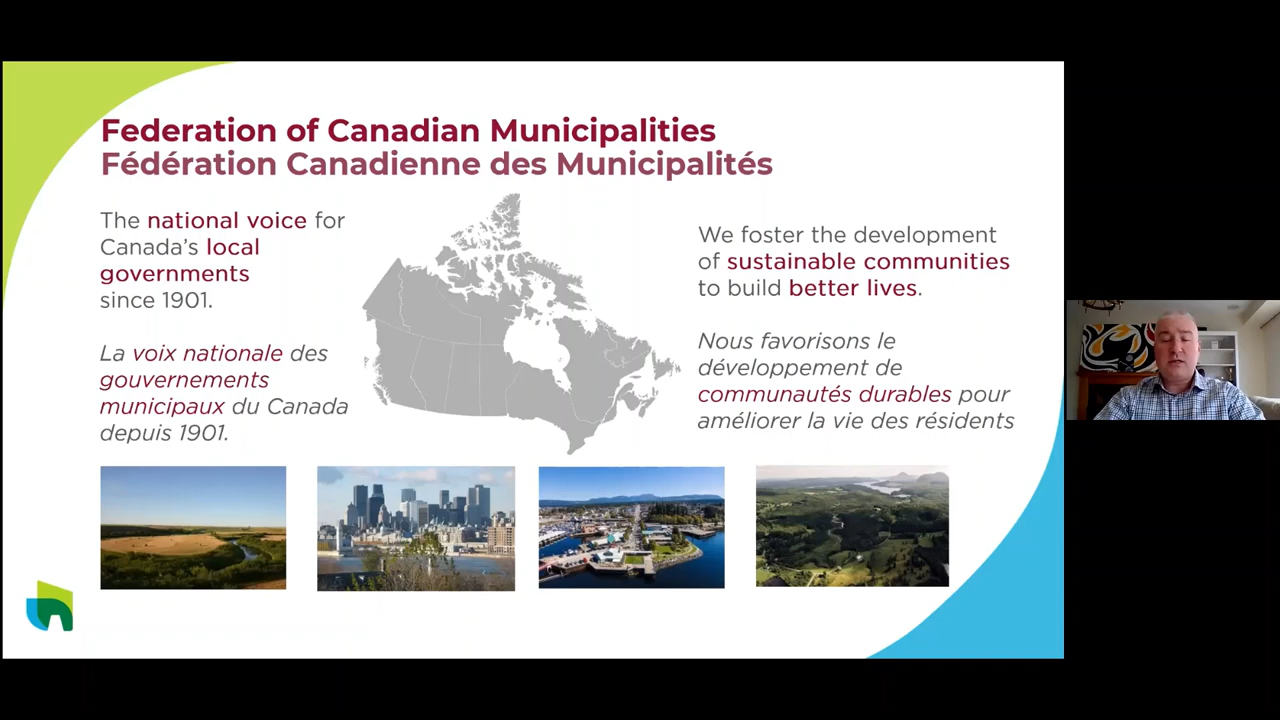 Federation of Canadian Municipalities
Fédération Canadienne des Municipalités
The national voice for
Canada’s local
governments
since 1901.
La voix nationale des
gouvernements
municipaux du Canada
depuis 1901.
We foster the development
of sustainable communities
to build better lives.
Nous favorisons le
développement de
communautés durables pour
améliorer la vie des résidents